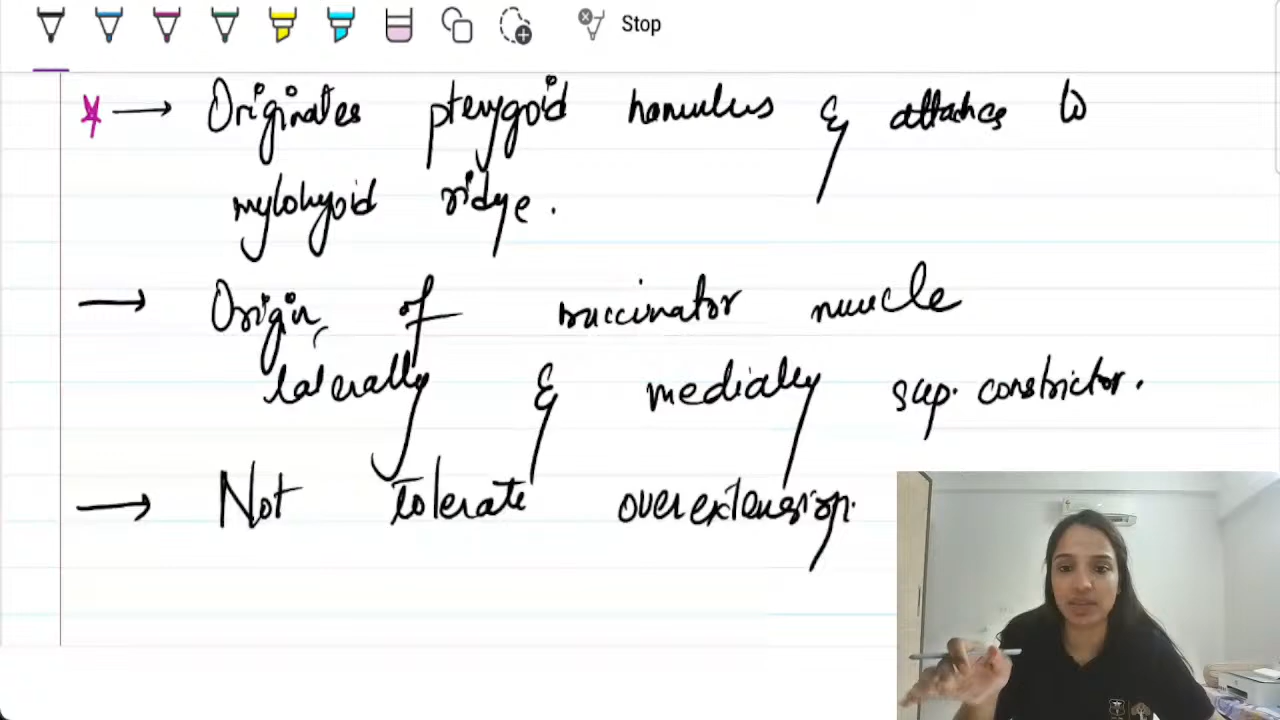 Stop
→ Originates pterygoid hamulus & attaches to
mylohyoid ridge.
→ Origin of buccinator muscle
laterally & medially sup. constrictor.
→ Not tolerate overextension.